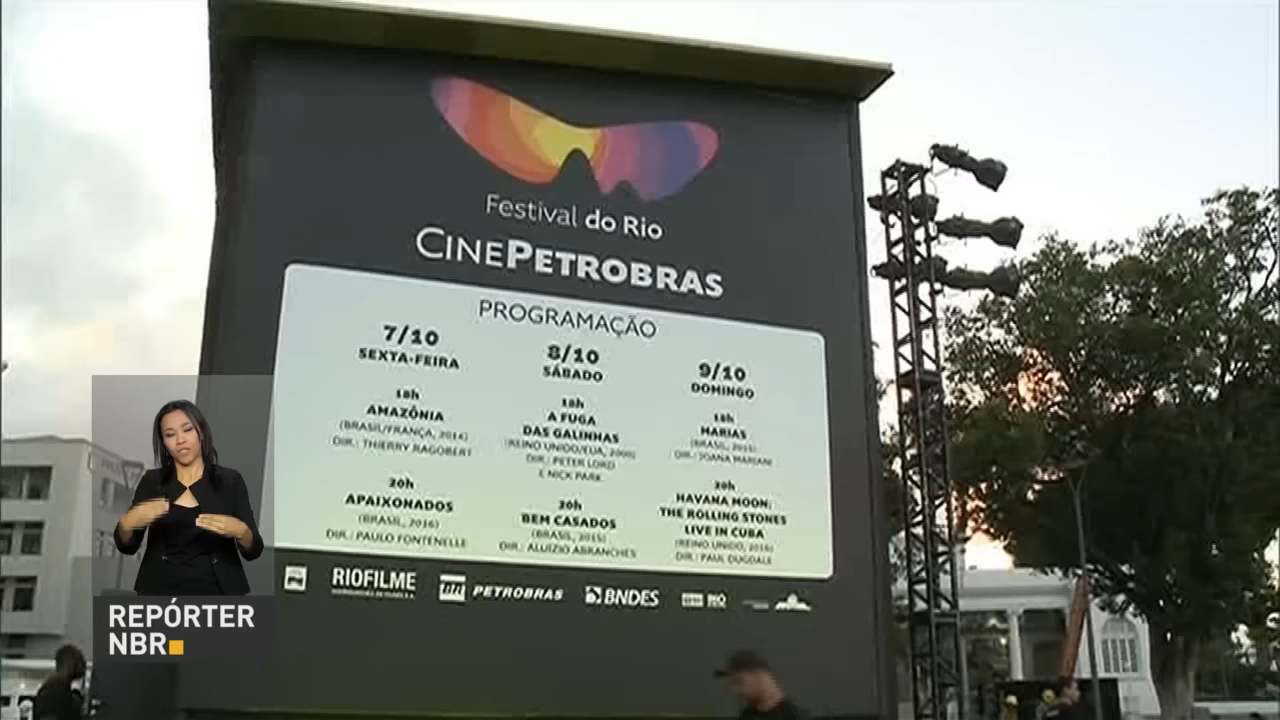 Festival do Rio
CINEPETROBRAS
PROGRAMAÇÃO
7/10
SEXTA-FEIRA
18h
AMAZÔNIA
(BRASIL/FRANÇA, 2014)
DIR.: THIERRY RAGOBERT
20h
APAIXONADOS
(BRASIL, 2016)
DIR.: PAULO FONTENELLE
8/10
SÁBADO
18h
A FUGA
DAS GALINHAS
(REINO UNIDO/EUA, 2000)
DIR.: PETER LORD
E NICK PARK
20h
BEM CASADOS
(BRASIL, 2015)
DIR.: ALUÍZIO ABRANCHES
9/10
DOMINGO
18h
MARIAS
(BRASIL, 2015)
DIR.: JOANA MARIANI
20h
HAVANA MOON:
THE ROLLING STONES
LIVE IN CUBA
(REINO UNIDO, 2016)
DIR.: PAUL DUGDALE
RIOFILME
PETROBRAS
BNDES
RIO
REPÓRTER
NBR